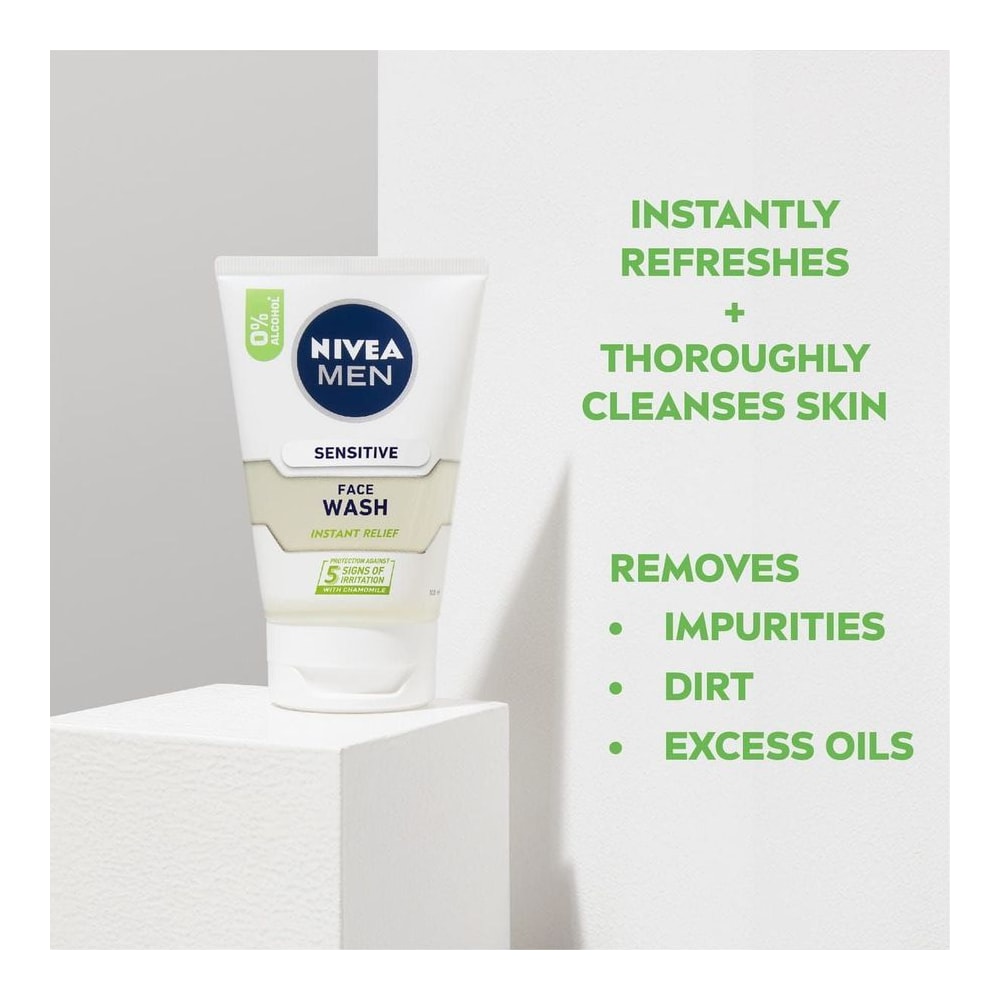 0%
ALCOHOL*
NIVEA
MEN
SENSITIVE
FACE
WASH
INSTANT RELIEF
PROTECTION AGAINST
5 SIGNS OF
IRRITATION
WITH CHAMOMILE
INSTANTLY
REFRESHES
+
THOROUGHLY
CLEANSES SKIN
REMOVES
• IMPURITIES
• DIRT
• EXCESS OILS